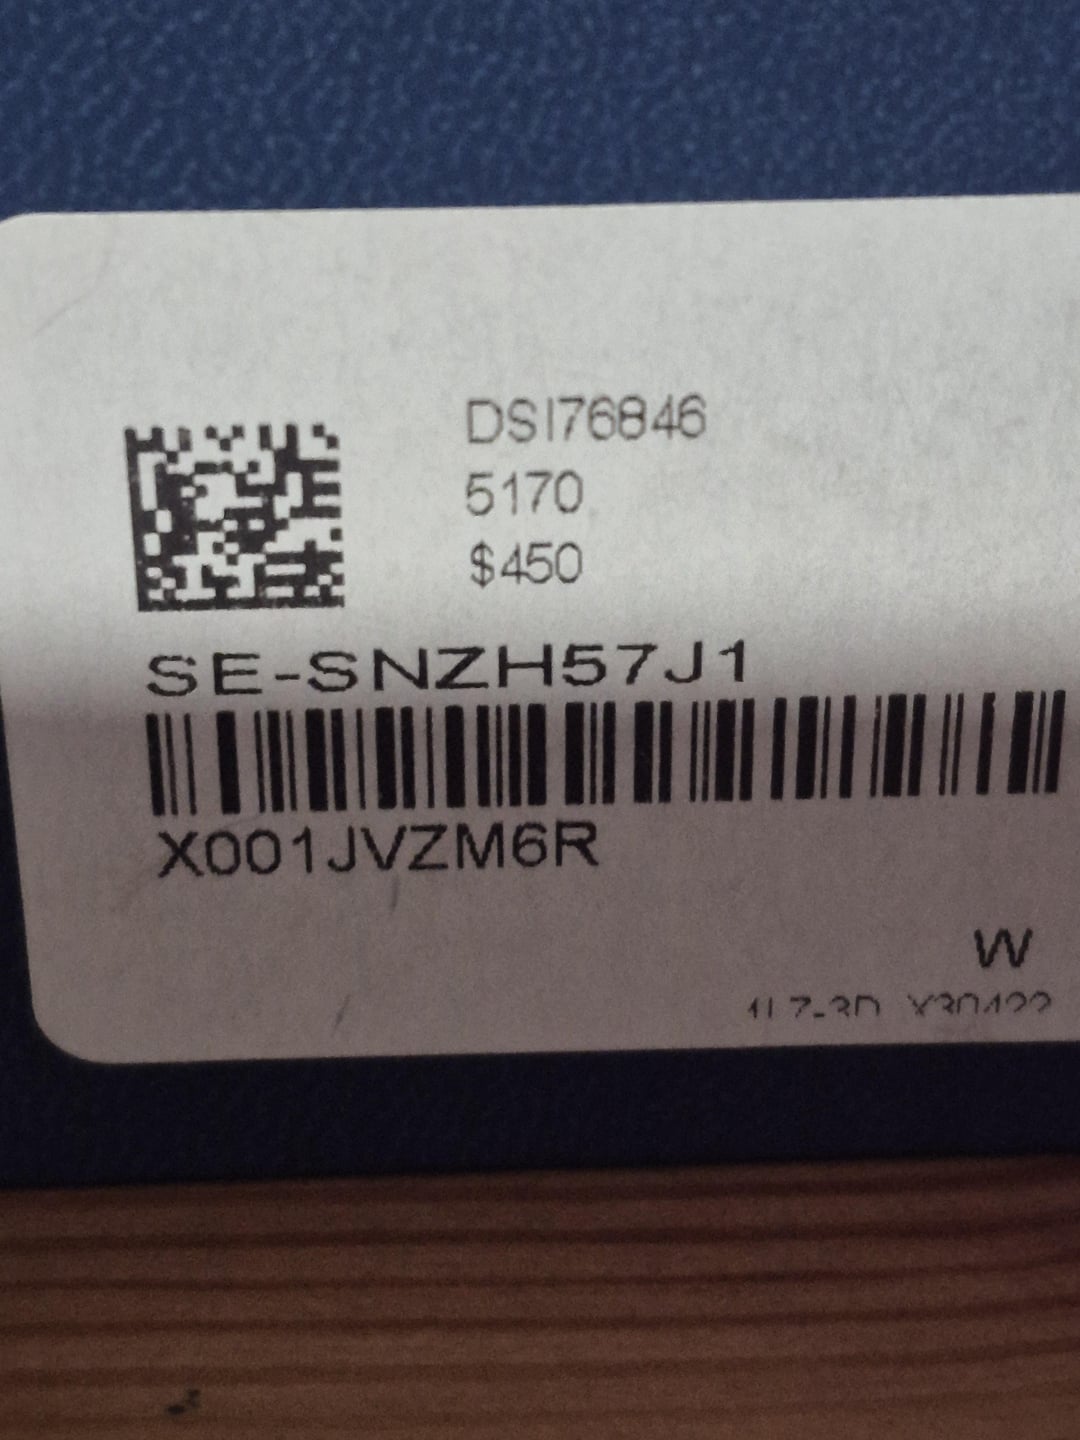 DSI76846
5170
$450
SE-SNZH57J1
X001JVZM6R
W